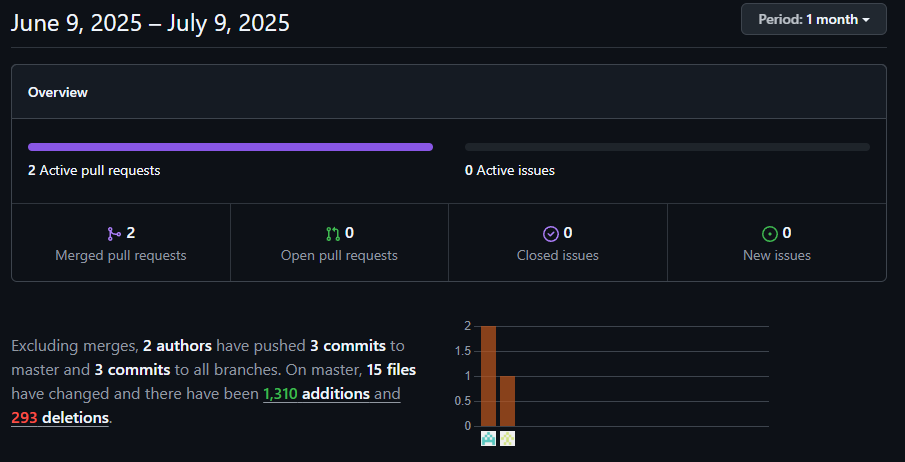 June 9, 2025 – July 9, 2025
Period: 1 month
Overview
2 Active pull requests
0 Active issues
2
Merged pull requests
0
Open pull requests
0
Closed issues
0
New issues
Excluding merges, 2 authors have pushed 3 commits to
master and 3 commits to all branches. On master, 15 files
have changed and there have been 1,310 additions and
293 deletions.
2
1.5
1
0.5
0